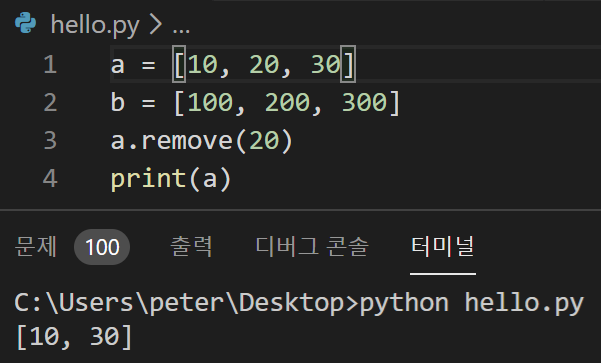 hello.py > ...
1 a = [10, 20, 30]
2 b = [100, 200, 300]
3 a.remove(20)
4 print(a)
문제 100 출력 디버그 콘솔 터미널
C:\Users\peter\Desktop>python hello.py
[10, 30]